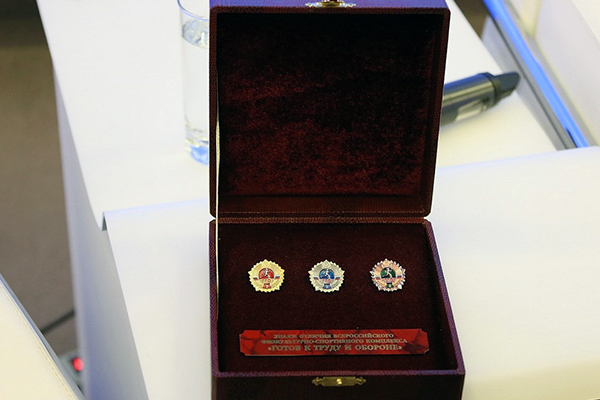 ЗНАКИ ОТЛИЧИЯ ВСЕРОССИЙСКОГО
ФИЗКУЛЬТУРНО-СПОРТИВНОГО КОМПЛЕКСА
«ГОТОВ К ТРУДУ И ОБОРОНЕ»